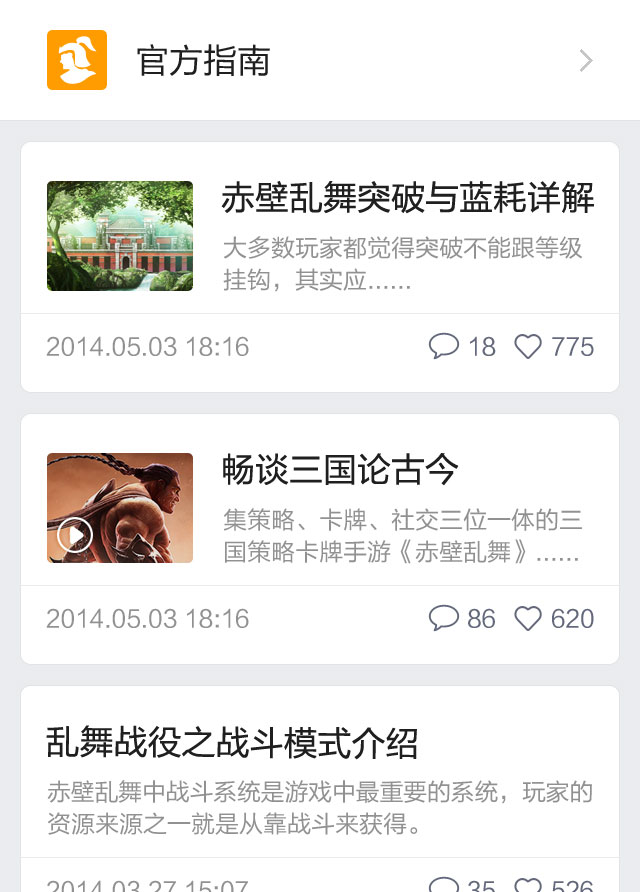 官方指南
赤壁乱舞突破与蓝耗详解
大多数玩家都觉得突破不能跟等级
挂钩，其实应......
2014.05.03 18:16 18 775
畅谈三国论古今
集策略、卡牌、社交三位一体的三
国策略卡牌手游《赤壁乱舞》......
2014.05.03 18:16 86 620
乱舞战役之战斗模式介绍
赤壁乱舞中战斗系统是游戏中最重要的系统，玩家的
资源来源之一就是从靠战斗来获得。
2014.03.27 15:07 35 526